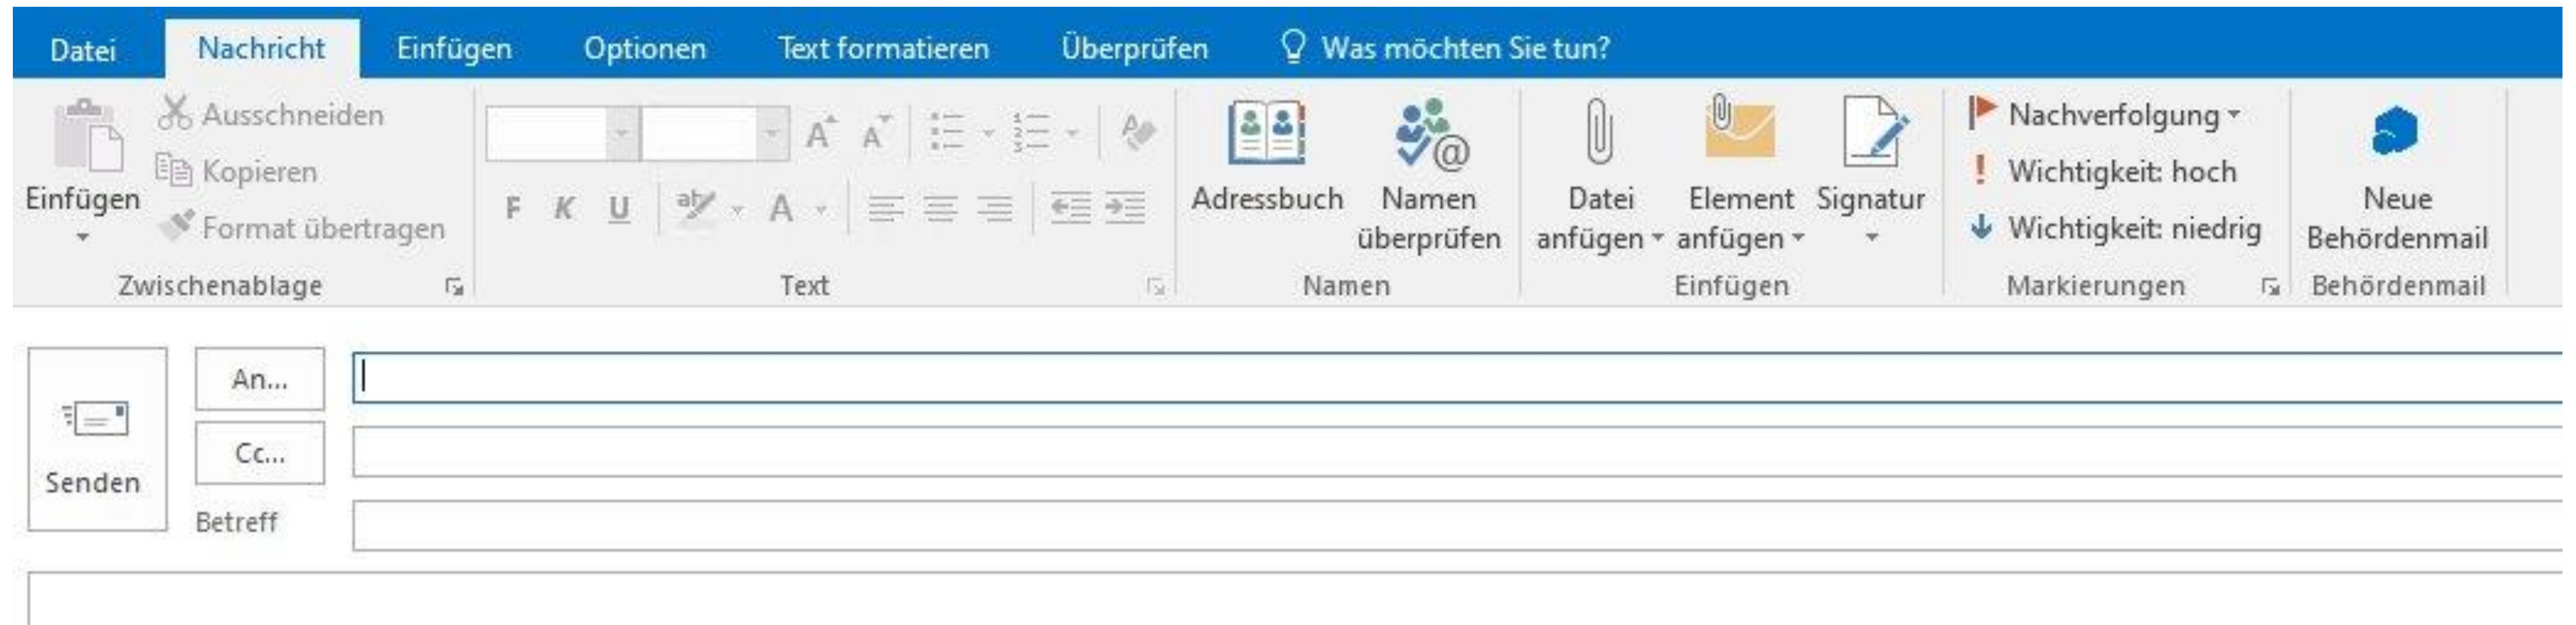 Datei Nachricht Einfügen Optionen Text formatieren Überprüfen Was möchten Sie tun?
Einfügen
Ausschneiden
Kopieren
Format übertragen
Zwischenablage
F K U ab A
Text
Adressbuch
Namen
überprüfen
Namen
Datei
anfügen
Element
anfügen
Signatur
Einfügen
Nachverfolgung
Wichtigkeit: hoch
Wichtigkeit: niedrig
Markierungen
Neue
Behördenmail
Behördenmail
Senden
An...
Cc...
Betreff